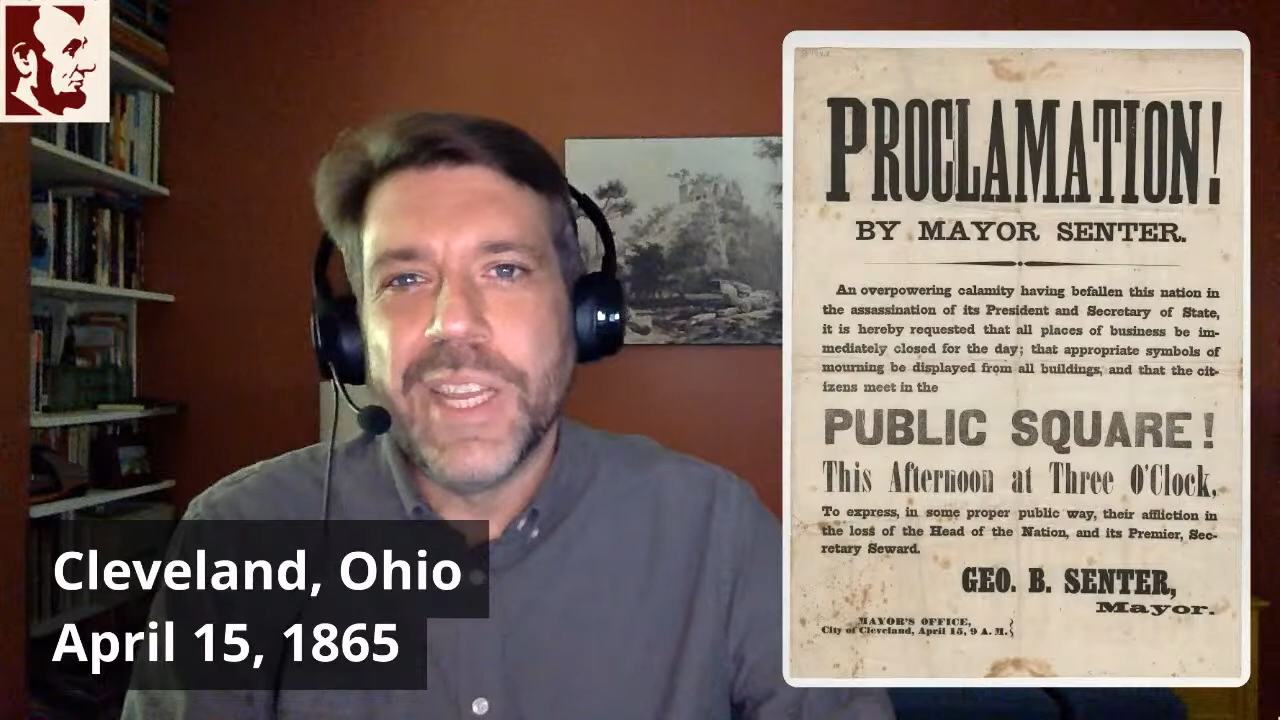 PROCLAMATION!
BY MAYOR SENTER.
An overpowering calamity having befallen this nation in
the assassination of its President and Secretary of State,
it is hereby requested that all places of business be im-
mediately closed for the day; that appropriate symbols of
mourning be displayed from all buildings, and that the cit-
izens meet in the
PUBLIC SQUARE!
This Afternoon at Three O'Clock,
To express, in some proper public way, their affliction in
the loss of the Head of the Nation, and its Premier, Sec-
retary Seward.
GEO. B. SENTER,
Mayor.
MAYOR'S OFFICE,
City of Cleveland, April 15, 9 A. M.
Cleveland, Ohio
April 15, 1865